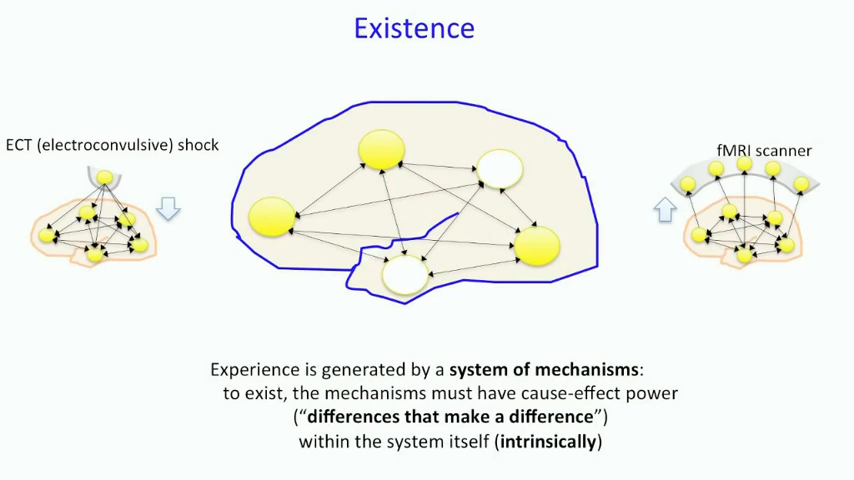 Existence
ECT (electroconvulsive) shock
fMRI scanner
Experience is generated by a system of mechanisms:
to exist, the mechanisms must have cause-effect power
(“differences that make a difference”)
within the system itself (intrinsically)